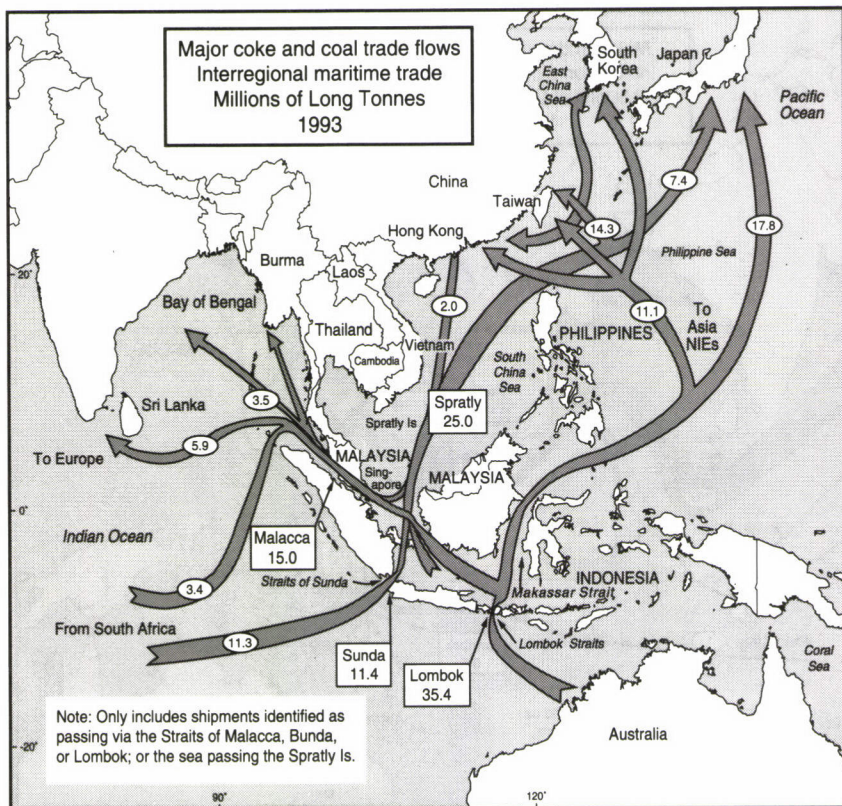 Major coke and coal trade flows
Interregional maritime trade
Millions of Long Tonnes
1993
South
Korea
Japan
East
China
Sea
Pacific
Ocean
China
7.4
Taiwan
Hong Kong
14.3
17.8
Philippine Sea
20°
Burma
Laos
Bay of Bengal
2.0
11.1
To
Asia
NIEs
Thailand
Vietnam
PHILIPPINES
Cambodia
South
China
Sea
Sri Lanka
3.5
Spratly Is
Spratly
25.0
To Europe
5.9
MALAYSIA
Sing-
apore
MALAYSIA
0°
Indian Ocean
Malacca
15.0
Straits of Sunda
INDONESIA
Makassar Strait
3.4
From South Africa
11.3
Sunda
11.4
Lombok
35.4
Lombok Straits
Coral
Sea
Australia
Note: Only includes shipments identified as
passing via the Straits of Malacca, Bunda,
or Lombok; or the sea passing the Spratly Is.
-20°
90°
120°